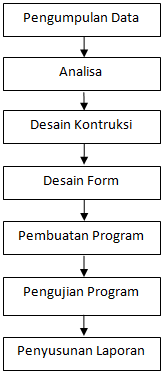 Pengumpulan Data
Analisa
Desain Kontruksi
Desain Form
Pembuatan Program
Pengujian Program
Penyusunan Laporan